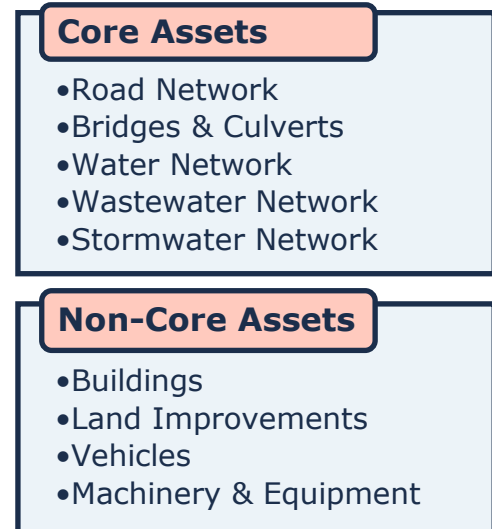 Core Assets
•Road Network
•Bridges & Culverts
•Water Network
•Wastewater Network
•Stormwater Network
Non-Core Assets
•Buildings
•Land Improvements
•Vehicles
•Machinery & Equipment